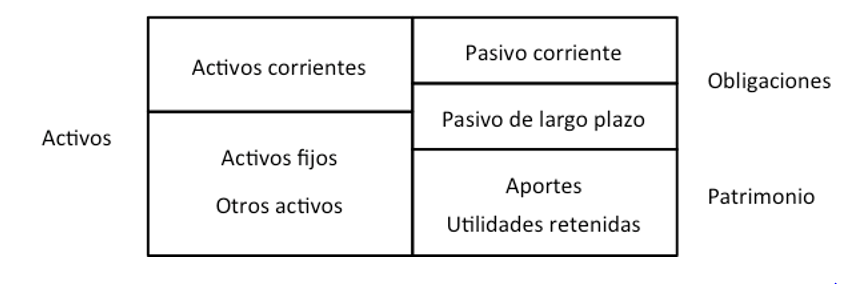 Activos
Activos corrientes
Activos fijos
Otros activos
Pasivo corriente
Pasivo de largo plazo
Aportes
Utilidades retenidas
Obligaciones
Patrimonio